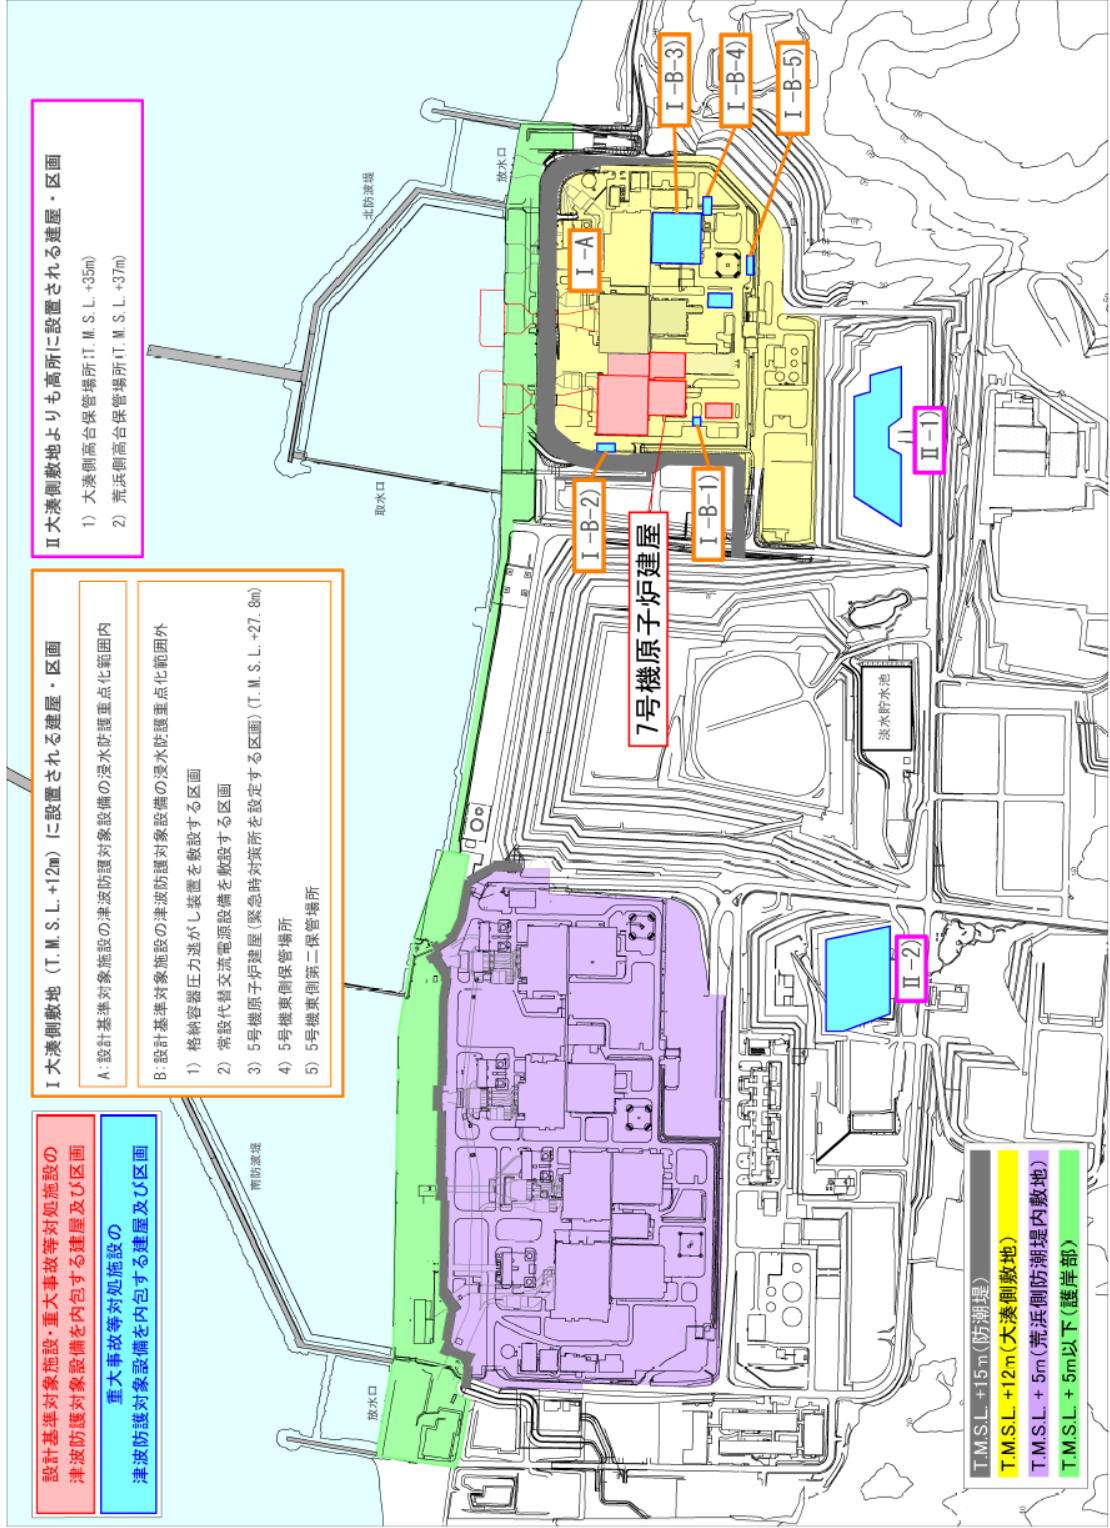 設計基準対象施設・重大事故等対処施設の
津波防護対象設備を内包する建屋及び区画
重大事故等対処施設の
津波防護対象設備を内包する建屋及び区画
Ⅰ 大湊側敷地（T.M.S.L.+12m）に設置される建屋・区画
A:設計基準対象施設の津波防護対象設備の浸水防護重点化範囲内
B:設計基準対象施設の津波防護対象設備の浸水防護重点化範囲外
1) 格納容器圧力逃がし装置を敷設する区画
2) 常設代替交流電源設備を敷設する区画
3) 5号機原子炉建屋(緊急時対策所を設定する区画)(T.M.S.L.+27.8m)
4) 5号機東側保管場所
5) 5号機東側第二保管場所
Ⅱ 大湊側敷地よりも高所に設置される建屋・区画
1) 大湊側高台保管場所(T.M.S.L.+35m)
2) 荒浜側高台保管場所(T.M.S.L.+37m)
南防波堤
放水口
取水口
北防波堤
放水口
Ⅰ-A
Ⅰ-B-3)
Ⅰ-B-4)
Ⅰ-B-5)
Ⅰ-B-2)
Ⅰ-B-1)
7号機原子炉建屋
Ⅱ-1)
Ⅱ-2)
淡水貯水池
T.M.S.L. +15m(防潮堤)
T.M.S.L. +12m(大湊側敷地)
T.M.S.L. + 5m(荒浜側防潮堤内敷地)
T.M.S.L. + 5m以下(護岸部)